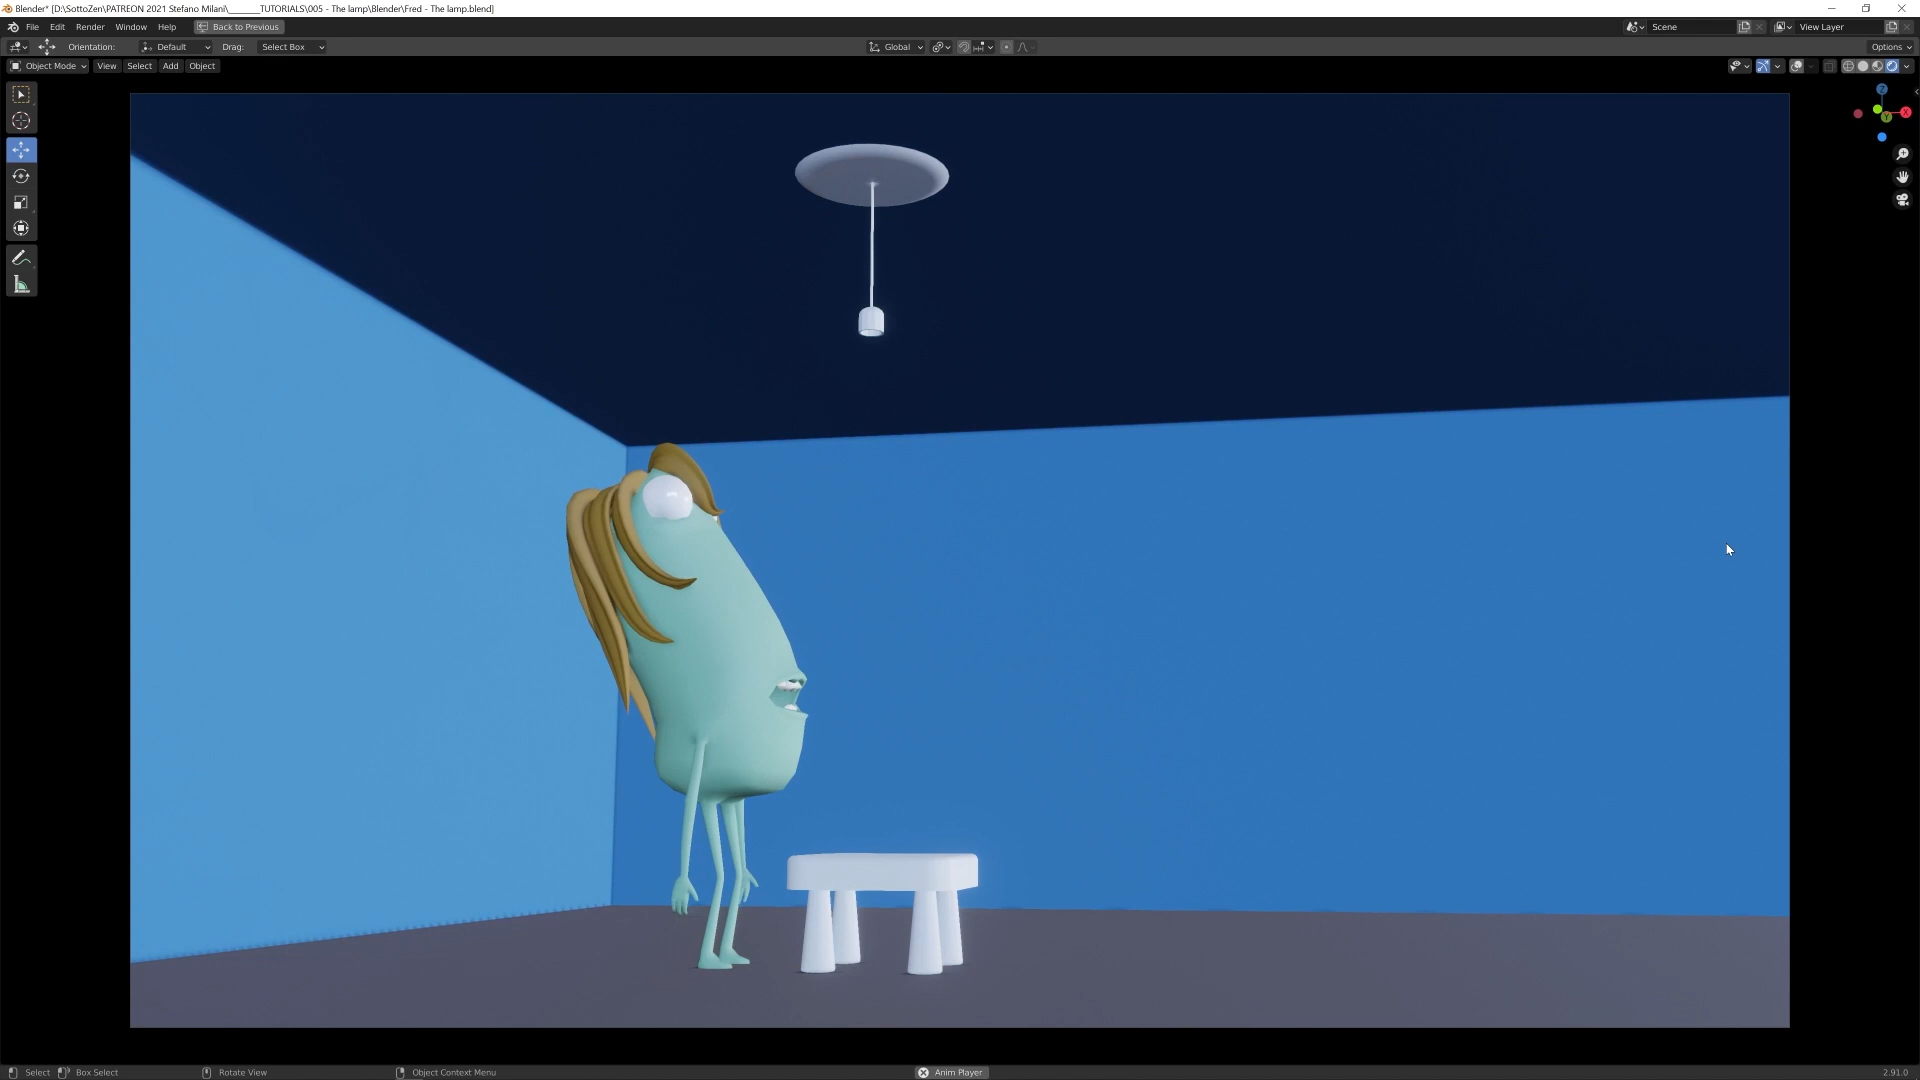 Blender* [D:\SottoZen\PATREON 2021 Stefano Milani\_______TUTORIALS\005 - The lamp\Blender\Fred - The lamp.blend]
File Edit Render Window Help Back to Previous Scene View Layer
Orientation: Default Drag: Select Box Global Options
Object Mode View Select Add Object
Z
X
Y
Select Box Select Rotate View Object Context Menu Anim Player 2.91.0